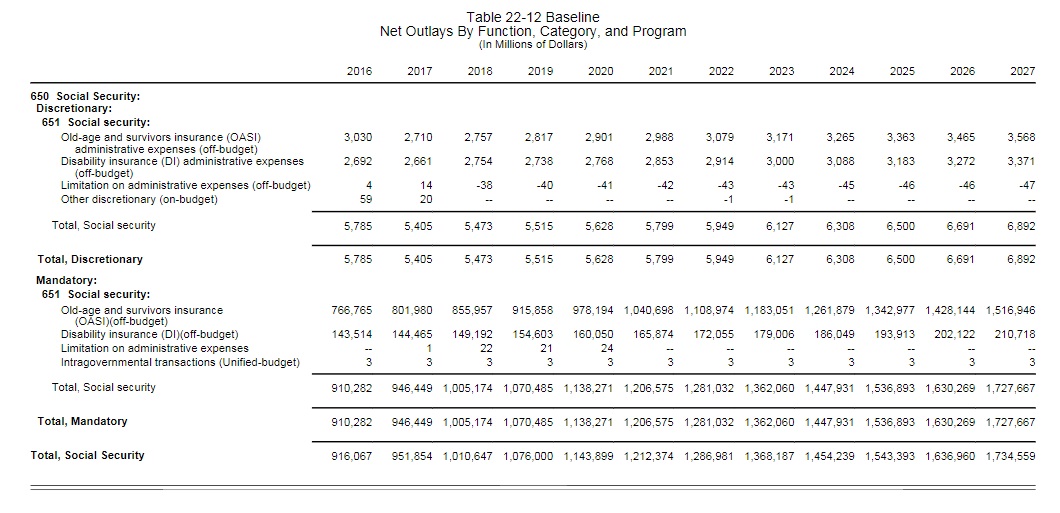 Table 22-12 Baseline
Net Outlays By Function, Category, and Program
(In Millions of Dollars)
2016 2017 2018 2019 2020 2021 2022 2023 2024 2025 2026 2027
650 Social Security:
Discretionary:
651 Social security:
Old-age and survivors insurance (OASI) 3,030 2,710 2,757 2,817 2,901 2,988 3,079 3,171 3,265 3,363 3,465 3,568
administrative expenses (off-budget)
Disability insurance (DI) administrative expenses 2,692 2,661 2,754 2,738 2,768 2,853 2,914 3,000 3,088 3,183 3,272 3,371
(off-budget)
Limitation on administrative expenses (off-budget) 4 14 -38 -40 -41 -42 -43 -43 -45 -46 -46 -47
Other discretionary (on-budget) 59 20 -- -- -- -- -1 -1 -- -- -- --
Total, Social security 5,785 5,405 5,473 5,515 5,628 5,799 5,949 6,127 6,308 6,500 6,691 6,892
Total, Discretionary 5,785 5,405 5,473 5,515 5,628 5,799 5,949 6,127 6,308 6,500 6,691 6,892
Mandatory:
651 Social security:
Old-age and survivors insurance 766,765 801,980 855,957 915,858 978,194 1,040,698 1,108,974 1,183,051 1,261,879 1,342,977 1,428,144 1,516,946
(OASI)(off-budget)
Disability insurance (DI)(off-budget) 143,514 144,465 149,192 154,603 160,050 165,874 172,055 179,006 186,049 193,913 202,122 210,718
Limitation on administrative expenses -- 1 22 21 24 -- -- -- -- -- -- --
Intragovernmental transactions (Unified-budget) 3 3 3 3 3 3 3 3 3 3 3 3
Total, Social security 910,282 946,449 1,005,174 1,070,485 1,138,271 1,206,575 1,281,032 1,362,060 1,447,931 1,536,893 1,630,269 1,727,667
Total, Mandatory 910,282 946,449 1,005,174 1,070,485 1,138,271 1,206,575 1,281,032 1,362,060 1,447,931 1,536,893 1,630,269 1,727,667
Total, Social Security 916,067 951,854 1,010,647 1,076,000 1,143,899 1,212,374 1,286,981 1,368,187 1,454,239 1,543,393 1,636,960 1,734,559